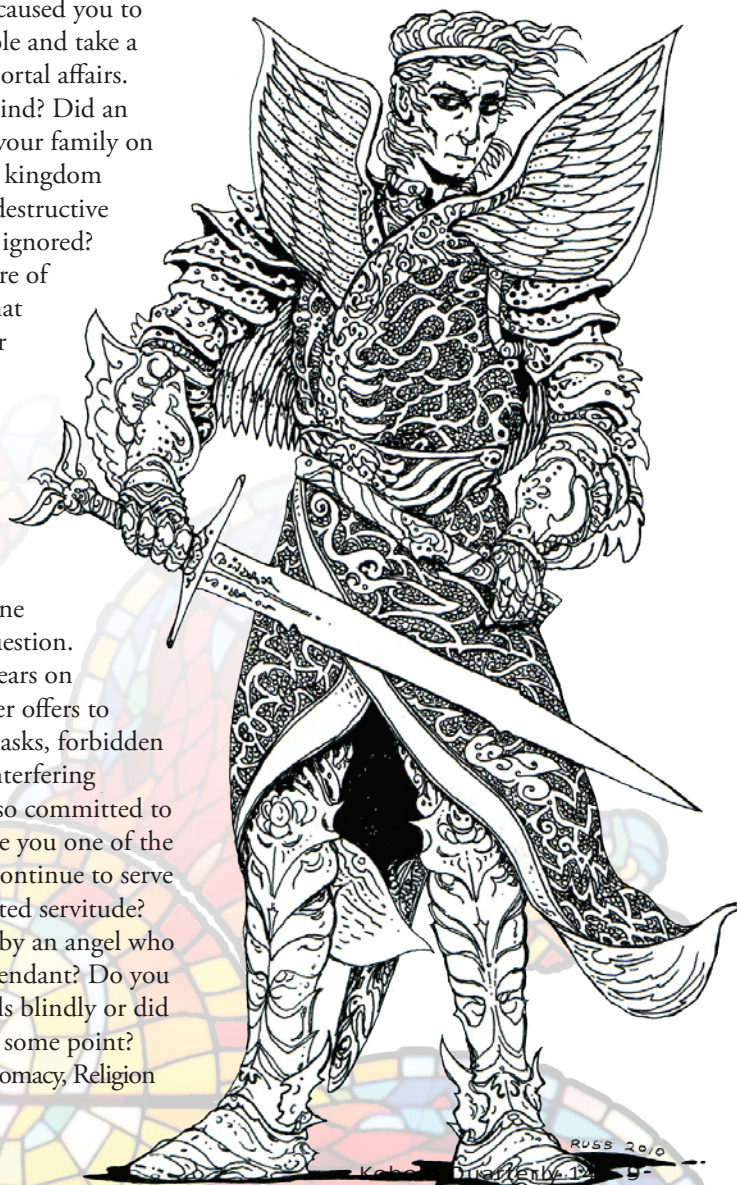 caused you to
ole and take a
ortal affairs.
ind? Did an
your family on
kingdom
destructive
ignored?
re of
hat
r
ne
uestion.
ears on
er offers to
tasks, forbidden
nterfering
so committed to
e you one of the
continue to serve
ted servitude?
by an angel who
endant? Do you
ls blindly or did
some point?
omacy, Religion
RUSS 2010
Kobold Quarterly 14 9